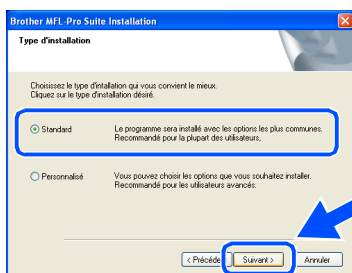 Brother MFL-Pro Suite Installation
Type d'installation
Choisissez le type d'intallation qui vous convient le mieux.
Cliquez sur le type d'installation désiré.
Standard
Le programme sera installé avec les options les plus communes.
Recommandé pour la plupart des utilisateurs,
Personnalisé
Vous pouvez choisir les options que vous souhaitez installer.
Recommandé pour les utilisateurs avancés.
< Précéde
Suivant >
Annuler